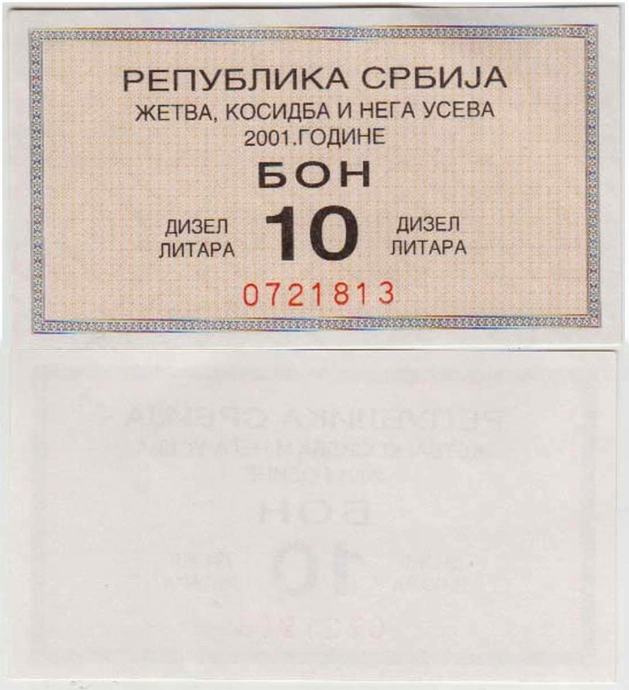 РЕПУБЛИКА СРБИЈА
ЖЕТВА, КОСИДБА И НЕГА УСЕВА
2001.ГОДИНЕ
БОН
ДИЗЕЛ 10 ДИЗЕЛ
ЛИТАРА ЛИТАРА
0721813